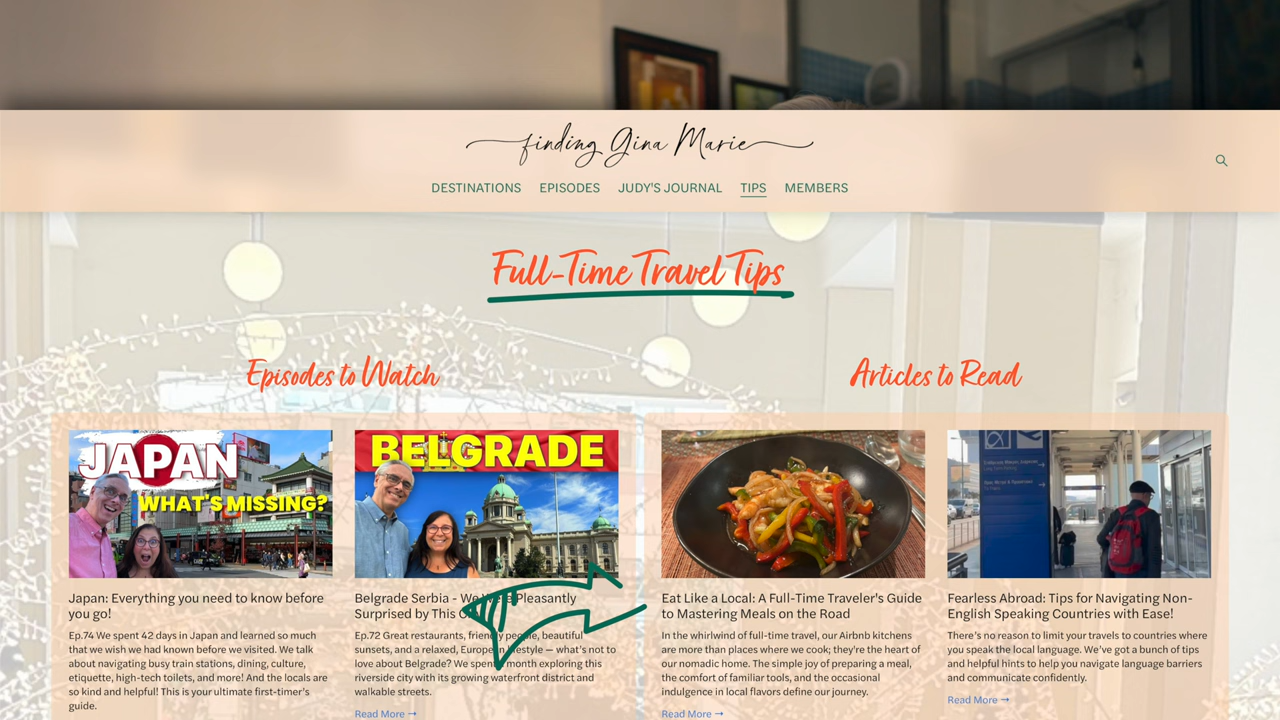 finding Gina Marie
DESTINATIONS EPISODES JUDY'S JOURNAL TIPS MEMBERS
Full-Time Travel Tips
Episodes to Watch
JAPAN
WHAT'S MISSING?
Japan: Everything you need to know before
you go!
Ep.74 We spent 42 days in Japan and learned so much
that we wish we had known before we visited. We talk
about navigating busy train stations, dining, culture,
etiquette, high-tech toilets, and more! And the locals are
so kind and helpful! This is your ultimate first-timer's
guide.
BELGRADE
Belgrade Serbia - We Were Pleasantly
Surprised by This
Ep.72 Great restaurants, friendly people, beautiful
sunsets, and a relaxed, European lifestyle — what's not to
love about Belgrade? We spent month exploring this
riverside city with its growing waterfront district and
walkable streets.
Read More →
Articles to Read
Eat Like a Local: A Full-Time Traveler's Guide
to Mastering Meals on the Road
In the whirlwind of full-time travel, our Airbnb kitchens
are more than places where we cook; they're the heart of
our nomadic home. The simple joy of preparing a meal,
the comfort of familiar tools, and the occasional
indulgence in local flavors define our journey.
Read More →
Fearless Abroad: Tips for Navigating Non-
English Speaking Countries with Ease!
There's no reason to limit your travels to countries where
you speak the local language. We've got a bunch of tips
and helpful hints to help you navigate language barriers
and communicate confidently.
Read More →